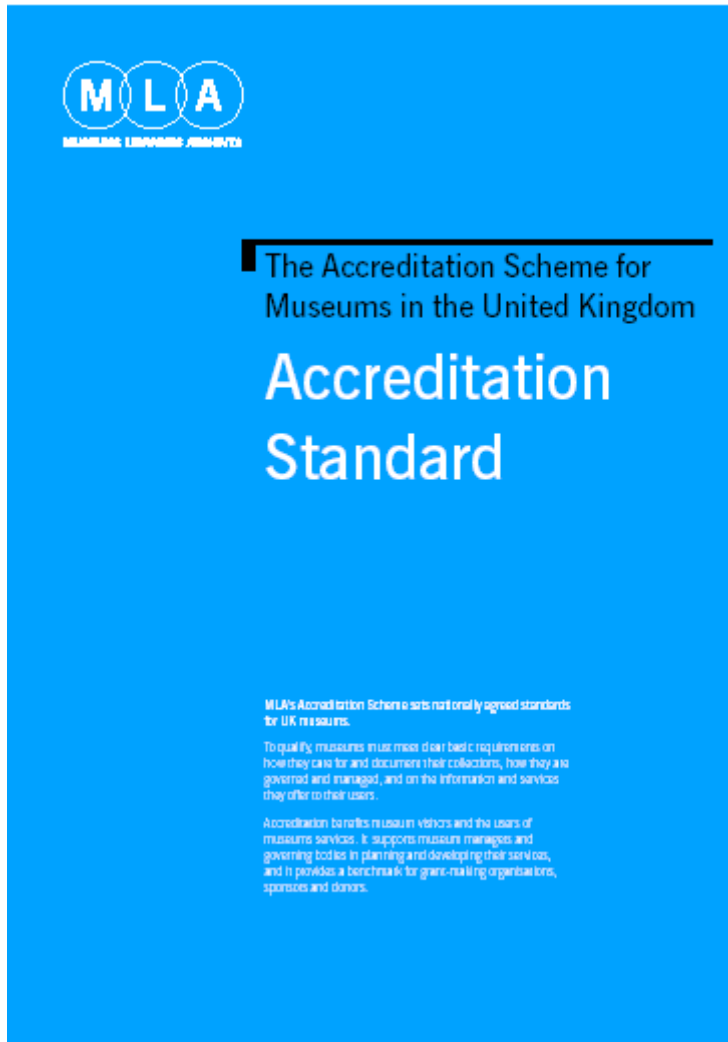 M L A
MUSEUMS LIBRARIES ARCHIVES
The Accreditation Scheme for
Museums in the United Kingdom
Accreditation
Standard
MLA's Accreditation Scheme sets nationally agreed standards
for UK museums.
To qualify, museums must meet clear basic requirements on
how they care for and document their collections, how they are
governed and managed, and on the information and services
they offer to their users.
Accreditation benefits museum visitors and the users of
museums services. It supports museum managers and
governing bodies in planning and developing their services,
and it provides a benchmark for grant-making organisations,
sponsors and donors.